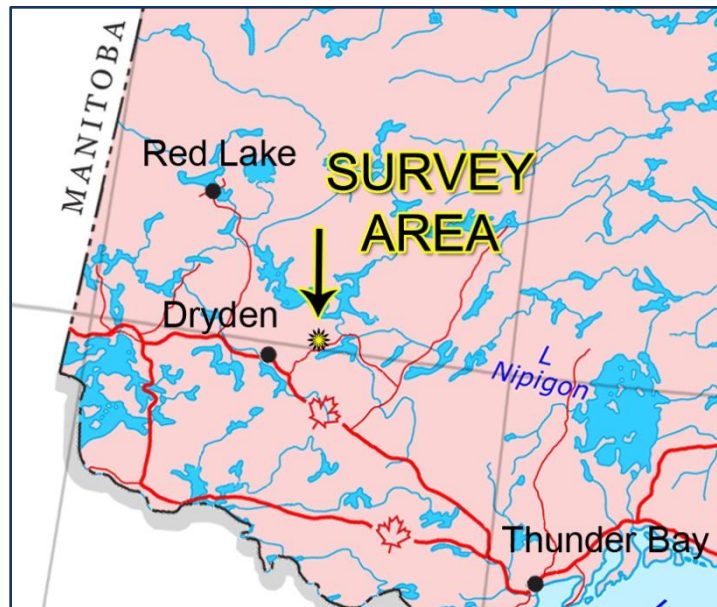 MANITOBA
Red Lake
SURVEY
AREA
Dryden
L
Nipigon
Thunder Bay